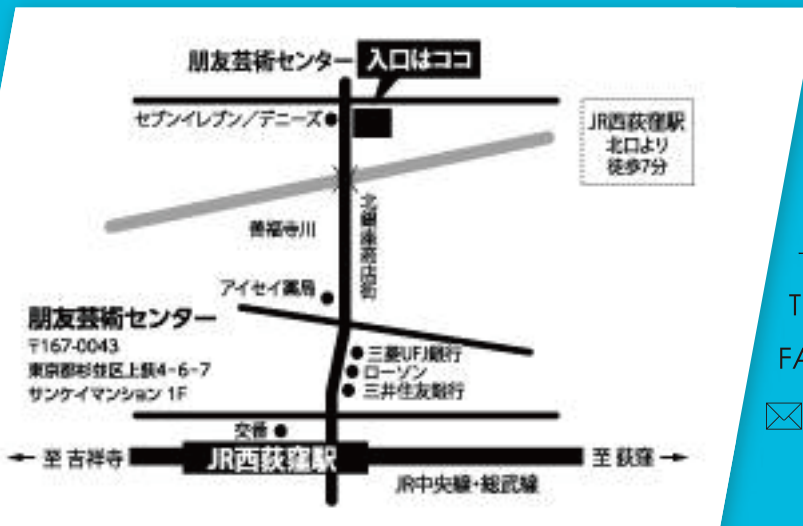 朋友芸術センター
入口はココ
セブンイレブン/デニーズ
JR西荻窪駅
北口より
徒歩7分
善福寺川
北銀座商店街
アイセイ薬局
朋友芸術センター
〒167-0043
東京都杉並区上荻4-6-7
サンケイマンション 1F
三菱UFJ銀行
ローソン
三井住友銀行
交番
← 至 吉祥寺
JR西荻窪駅
至 荻窪 →
JR中央線・総武線
T
FA